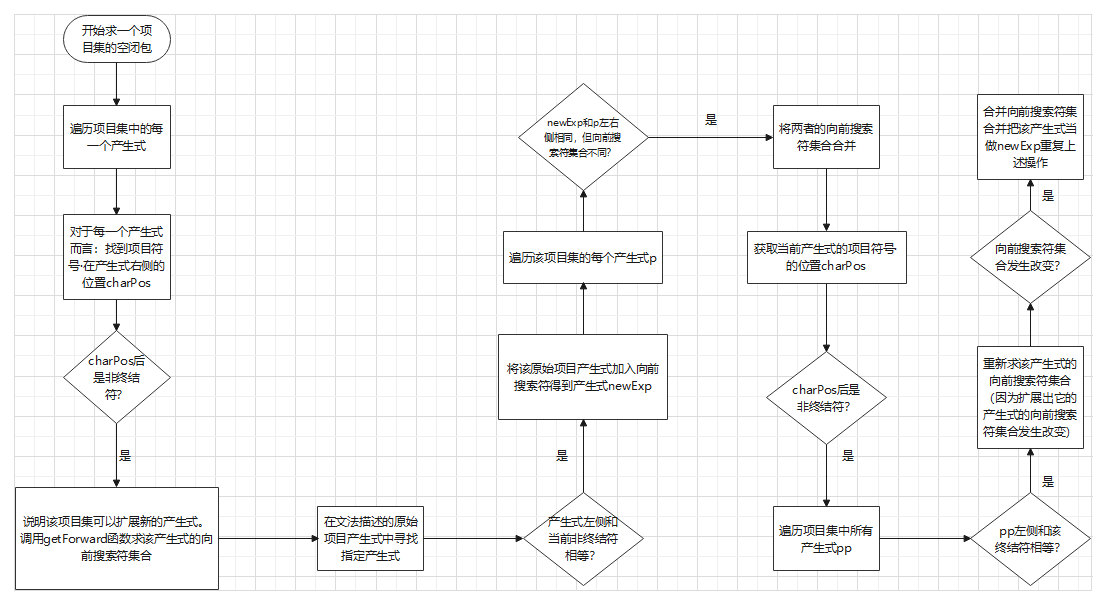 开始求一个项
目集的空闭包
遍历项目集中的每
一个产生式
对于每一个产生式
而言：找到项目符
号·在产生式右侧的
位置charPos
charPos后
是非终结
符？
是
说明该项目集可以扩展新的产生式。
调用getForward函数求该产生式的向
前搜索符集合
在文法描述的原始
项目产生式中寻找
指定产生式
产生式左侧和
当前非终结符
相等？
是
将该原始项目产生式加入向前
搜索符得到产生式newExp
遍历该项目集的每个产生式p
newExp和p左右
侧相同，但向前搜
索符集合不同？
是
将两者的向前搜索
符集合合并
获取当前产生式的项目符号·
的位置charPos
charPos后是
非终结符？
是
遍历项目集中所有
产生式pp
pp左侧和该
终结符相等？
是
重新求该产生式的
向前搜索符集合
（因为扩展出它的
产生式的向前搜索
符集合发生改变)
向前搜索符集
合发生改变？
是
合并向前搜索符集
合并把该产生式当
做newExp重复上
述操作